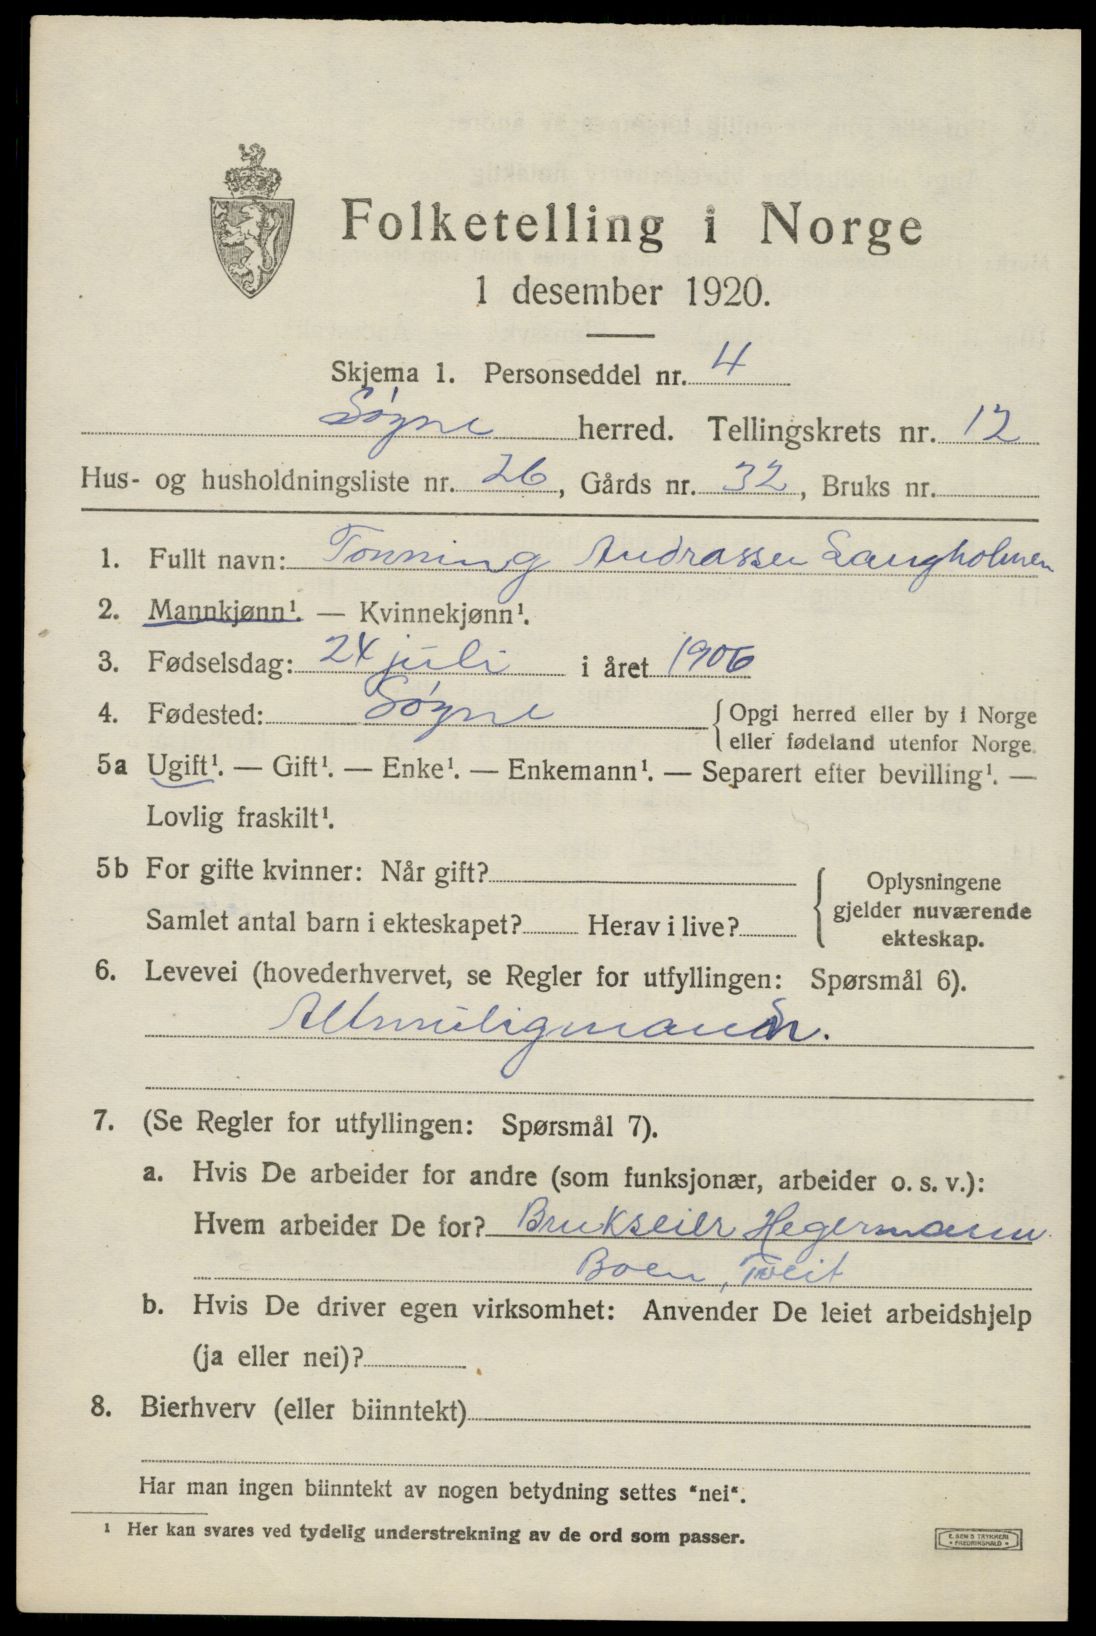 Folketelling i Norge
1 desember 1920.
Skjema 1. Personseddel nr. 4
Søgne herred. Tellingskrets nr. 12
Hus- og husholdningsliste nr. 26, Gårds nr. 32, Bruks nr.
1. Fullt navn: Tonning Andrassen Langholmen
2. Mannkjønn¹. — Kvinnekjønn¹.
3. Fødselsdag: 24 juli i året 1906
4. Fødested: Søgne { Opgi herred eller by i Norge
eller fødeland utenfor Norge.
5a Ugift¹. — Gift¹. — Enke¹. — Enkemann¹. — Separert efter bevilling¹. —
Lovlig fraskilt¹.
5b For gifte kvinner: Når gift?
Samlet antal barn i ekteskapet? Herav i live? { Oplysningene
gjelder nuværende
ekteskap.
6. Levevei (hovederhvervet, se Regler for utfyllingen: Spørsmål 6).
7. (Se Regler for utfyllingen: Spørsmål 7).
a. Hvis De arbeider for andre (som funksjonær, arbeider o. s. v.):
Hvem arbeider De for? Brukseier Hegermann
Boen, Tveit
b. Hvis De driver egen virksomhet: Anvender De leiet arbeidshjelp
(ja eller nei)?
8. Bierhverv (eller biinntekt)
Har man ingen biinntekt av nogen betydning settes "nei".
¹ Her kan svares ved tydelig understrekning av de ord som passer.